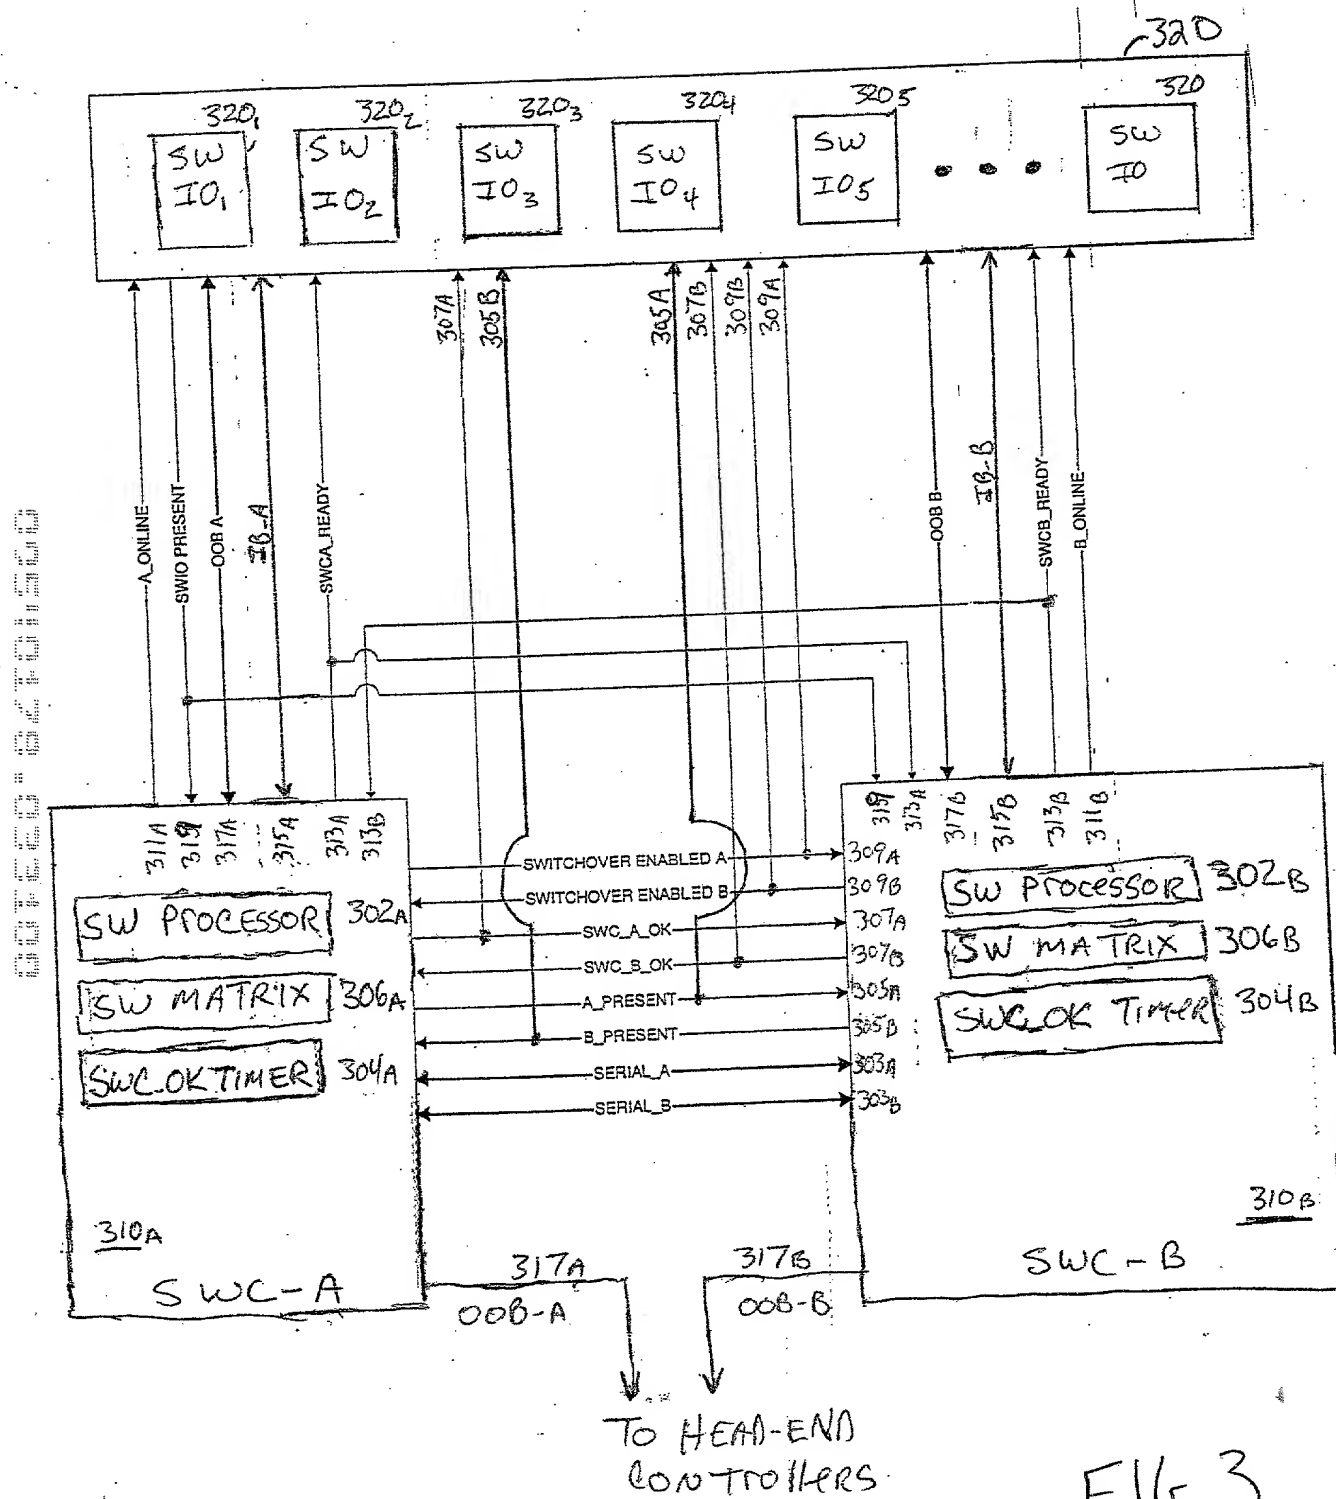 320
320₁ 320₂ 320₃ 320₄ 320₅ 320
SW IO₁
SW IO₂
SW IO₃
SW IO₄
SW IO₅
SW IO
307A
305B
305A
307B
309B
309A
A_ONLINE
SWIO PRESENT
OOB A
IB-A
SWCA_READY
OOB B
IB-B
SWCB_READY
B_ONLINE
311A
319
317A
315A
313A
313B
319
313A
317B
315B
313B
311B
SWITCHOVER ENABLED A 309A
SWITCHOVER ENABLED B 309B
SWC_A_OK 307A
SWC_B_OK 307B
A_PRESENT 305A
B_PRESENT 305B
SERIAL_A 303A
SERIAL_B 303B
SW PROCESSOR 302A
SW MATRIX 306A
SWC_OK TIMER 304A
SW PROCESSOR 302B
SW MATRIX 306B
SWC_OK TIMER 304B
310A
SWC-A
310B
SWC-B
317A
OOB-A
317B
OOB-B
TO HEAD-END
CONTROLLERS
FIG 3